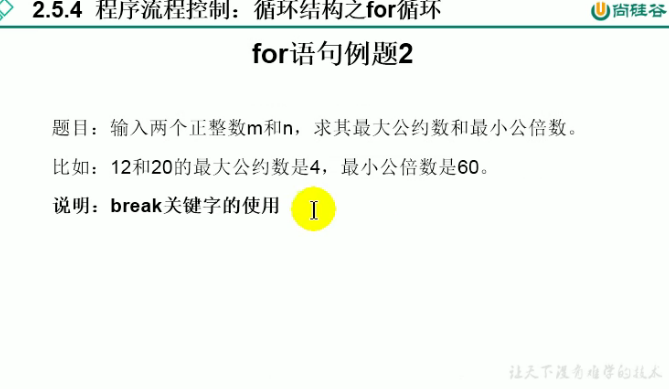 2.5.4 程序流程控制：循环结构之for循环
尚硅谷
for语句例题2
题目：输入两个正整数m和n，求其最大公约数和最小公倍数。
比如：12和20的最大公约数是4，最小公倍数是60。
说明：break关键字的使用
让天下没有难学的技术